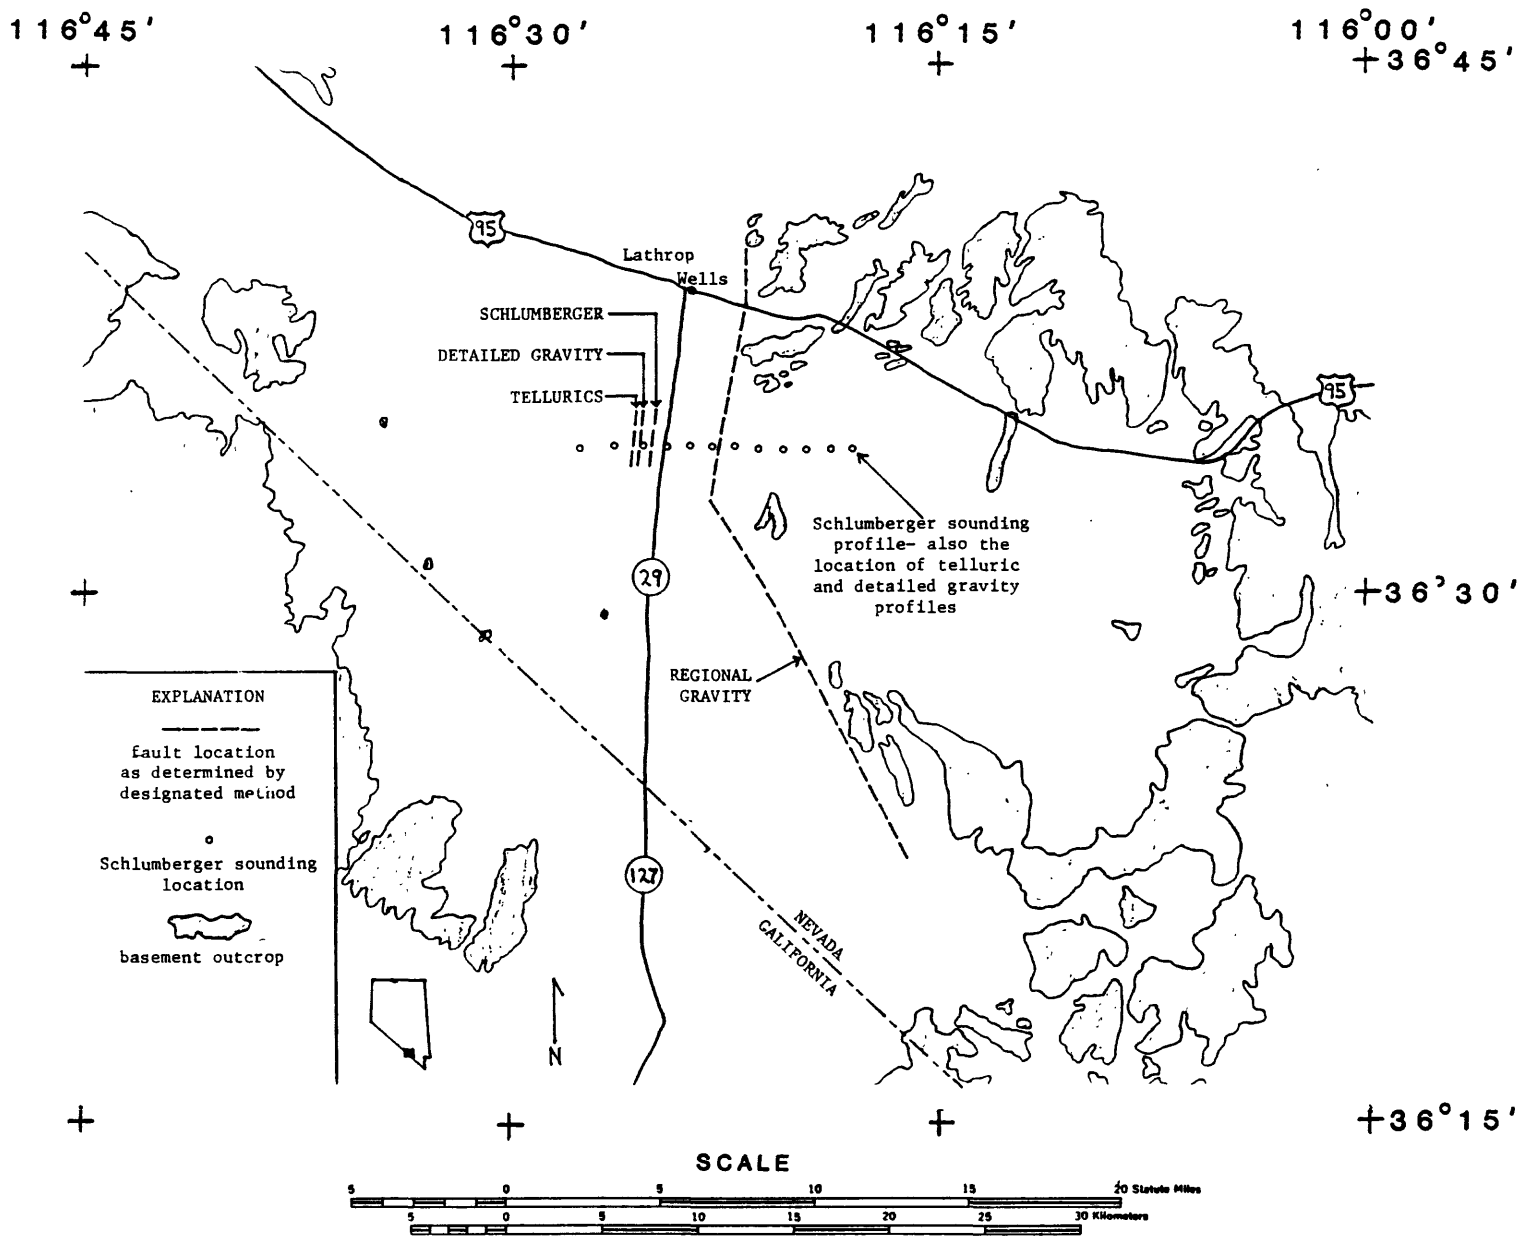 116°45'
116°30'
116°15'
116°00'
36°45'
95
Lathrop
Wells
SCHLUMBERGER
DETAILED GRAVITY
TELLURICS
95
Schlumberger sounding
profile- also the
location of telluric
and detailed gravity
profiles
29
36°30'
REGIONAL
GRAVITY
EXPLANATION
fault location
as determined by
designated method
Schlumberger sounding
location
basement outcrop
127
NEVADA
CALIFORNIA
N
36°15'
SCALE
5 0 5 10 15 20 Statute Miles
5 0 5 10 15 20 25 30 Kilometers